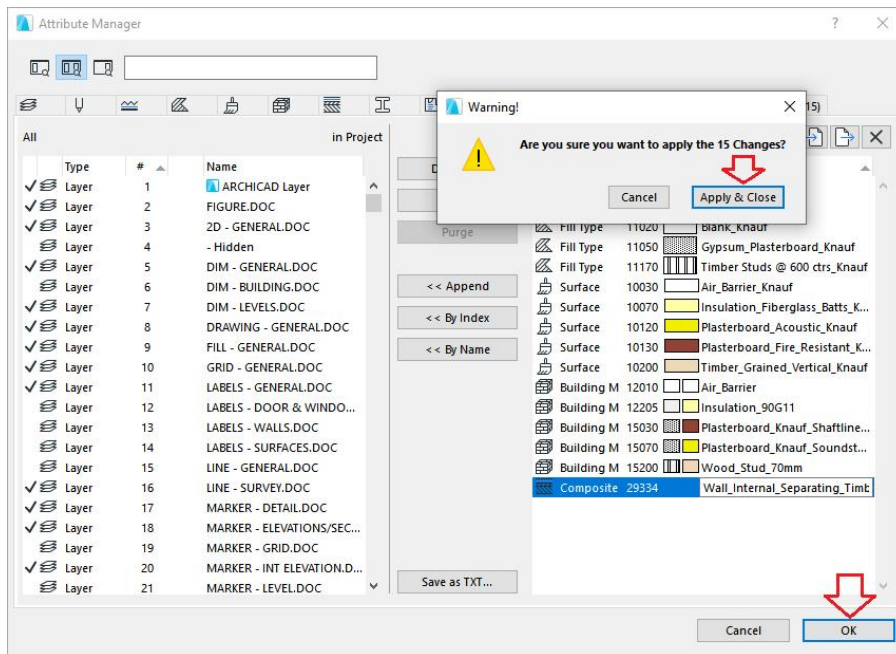 Attribute Manager
Warning!
15)
Are you sure you want to apply the 15 Changes?
Cancel
Apply & Close
All
in Project
Type # Name
Layer 1 ARCHICAD Layer
Layer 2 FIGURE.DOC
Layer 3 2D - GENERAL.DOC
Layer 4 - Hidden
Layer 5 DIM - GENERAL.DOC
Layer 6 DIM - BUILDING.DOC
Layer 7 DIM - LEVELS.DOC
Layer 8 DRAWING - GENERAL.DOC
Layer 9 FILL - GENERAL.DOC
Layer 10 GRID - GENERAL.DOC
Layer 11 LABELS - GENERAL.DOC
Layer 12 LABELS - DOOR & WINDO...
Layer 13 LABELS - WALLS.DOC
Layer 14 LABELS - SURFACES.DOC
Layer 15 LINE - GENERAL.DOC
Layer 16 LINE - SURVEY.DOC
Layer 17 MARKER - DETAIL.DOC
Layer 18 MARKER - ELEVATIONS/SEC...
Layer 19 MARKER - GRID.DOC
Layer 20 MARKER - INT ELEVATION.D...
Layer 21 MARKER - LEVEL.DOC
Purge
<< Append
<< By Index
<< By Name
Save as TXT...
Fill Type 11020 Blank_Knauf
Fill Type 11050 Gypsum_Plasterboard_Knauf
Fill Type 11170 Timber Studs @ 600 ctrs_Knauf
Surface 10030 Air_Barrier_Knauf
Surface 10070 Insulation_Fiberglass_Batts_K...
Surface 10120 Plasterboard_Acoustic_Knauf
Surface 10130 Plasterboard_Fire_Resistant_K...
Surface 10200 Timber_Grained_Vertical_Knauf
Building M 12010 Air_Barrier
Building M 12205 Insulation_90G11
Building M 15030 Plasterboard_Knauf_Shaftline...
Building M 15070 Plasterboard_Knauf_Soundst...
Building M 15200 Wood_Stud_70mm
Composite 29334 Wall_Internal_Separating_Timb
Cancel
OK